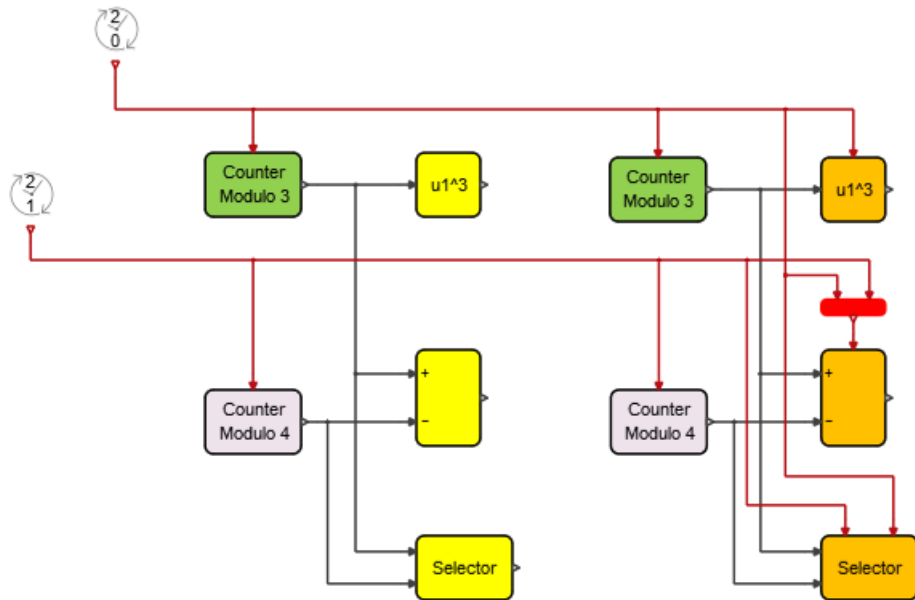 2
0
Counter
Modulo 3
u1^3
Counter
Modulo 3
u1^3
2
1
+
−
Counter
Modulo 4
+
−
Counter
Modulo 4
Selector
Selector